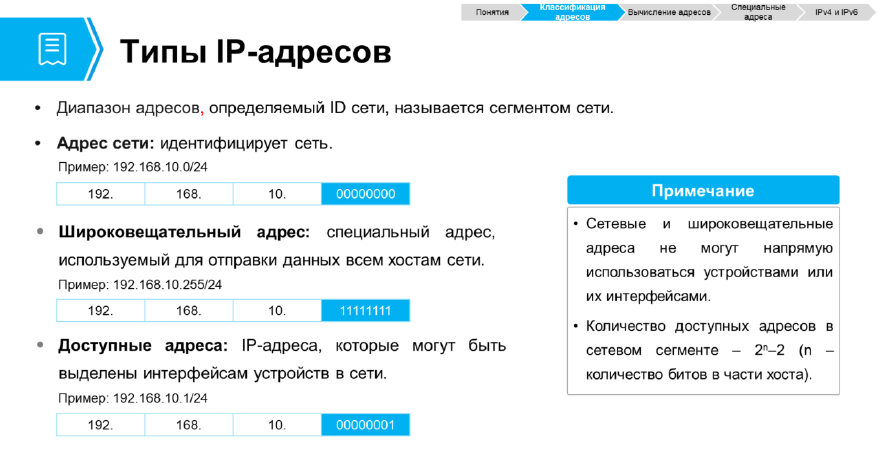 Понятия
Классификация
адресов
Вычисление адресов
Специальные
адреса
IPv4 и IPv6
Типы IP-адресов
• Диапазон адресов, определяемый ID сети, называется сегментом сети.
• Адрес сети: идентифицирует сеть.
Пример: 192.168.10.0/24
192. 168. 10. 00000000
• Широковещательный адрес: специальный адрес,
используемый для отправки данных всем хостам сети.
Пример: 192.168.10.255/24
192. 168. 10. 11111111
• Доступные адреса: IP-адреса, которые могут быть
выделены интерфейсам устройств в сети.
Пример: 192.168.10.1/24
192. 168. 10. 00000001
Примечание
• Сетевые и широковещательные
адреса не могут напрямую
использоваться устройствами или
их интерфейсами.
• Количество доступных адресов в
сетевом сегменте – 2ⁿ–2 (n –
количество битов в части хоста).